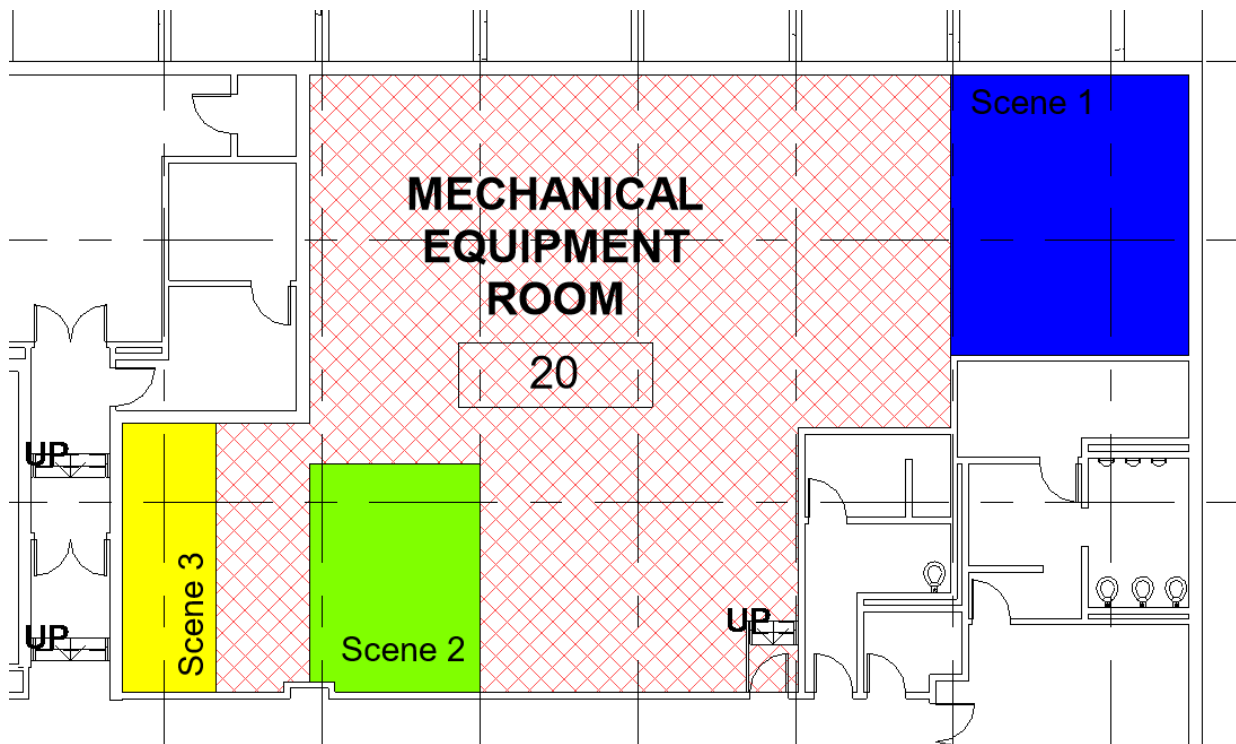 Scene 1
MECHANICAL
EQUIPMENT
ROOM
20
UP
Scene 3
UP
Scene 2
UP